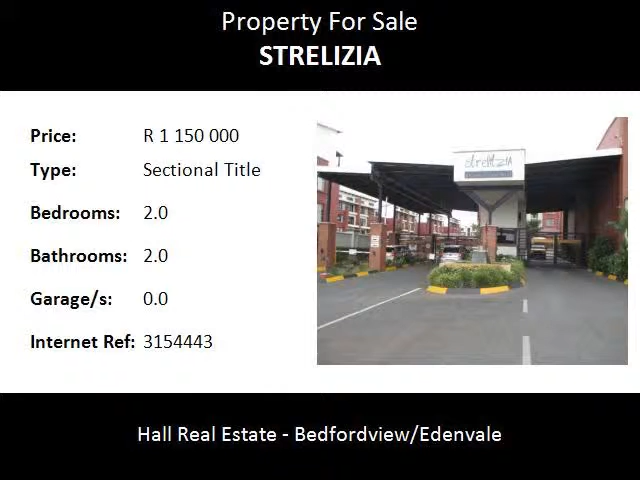 Property For Sale
STRELIZIA
Price: R 1 150 000
Type: Sectional Title
Bedrooms: 2.0
Bathrooms: 2.0
Garage/s: 0.0
Internet Ref: 3154443
strelitzIA
Hall Real Estate - Bedfordview/Edenvale